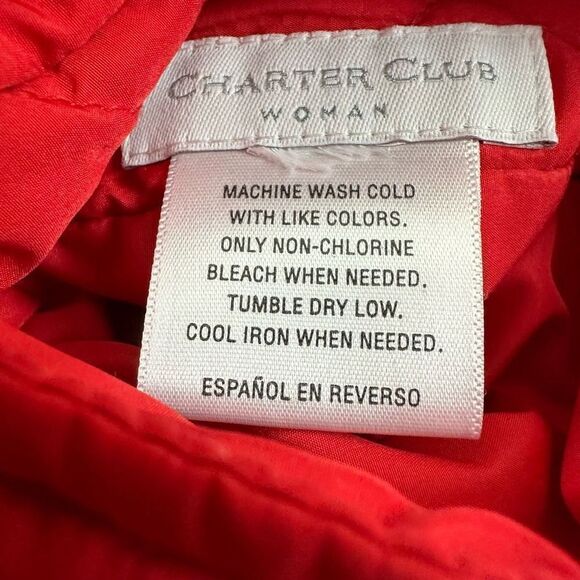 CHARTER CLUB
WOMAN
MACHINE WASH COLD
WITH LIKE COLORS.
ONLY NON-CHLORINE
BLEACH WHEN NEEDED.
TUMBLE DRY LOW.
COOL IRON WHEN NEEDED.
ESPAÑOL EN REVERSO